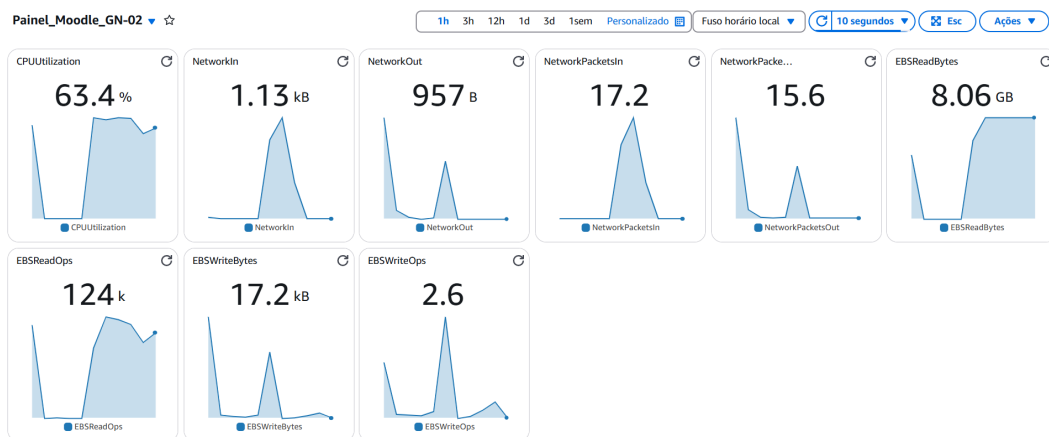 Painel_Moodle_GN-02
1h 3h 12h 1d 3d 1sem Personalizado Fuso horário local 10 segundos Esc Ações
CPUUtilization
63.4 %
CPUUtilization
NetworkIn
1.13 kB
NetworkIn
NetworkOut
957 B
NetworkOut
NetworkPacketsIn
17.2
NetworkPacketsIn
NetworkPacke...
15.6
NetworkPacketsOut
EBSReadBytes
8.06 GB
EBSReadBytes
EBSReadOps
124 k
EBSReadOps
EBSWriteBytes
17.2 kB
EBSWriteBytes
EBSWriteOps
2.6
EBSWriteOps